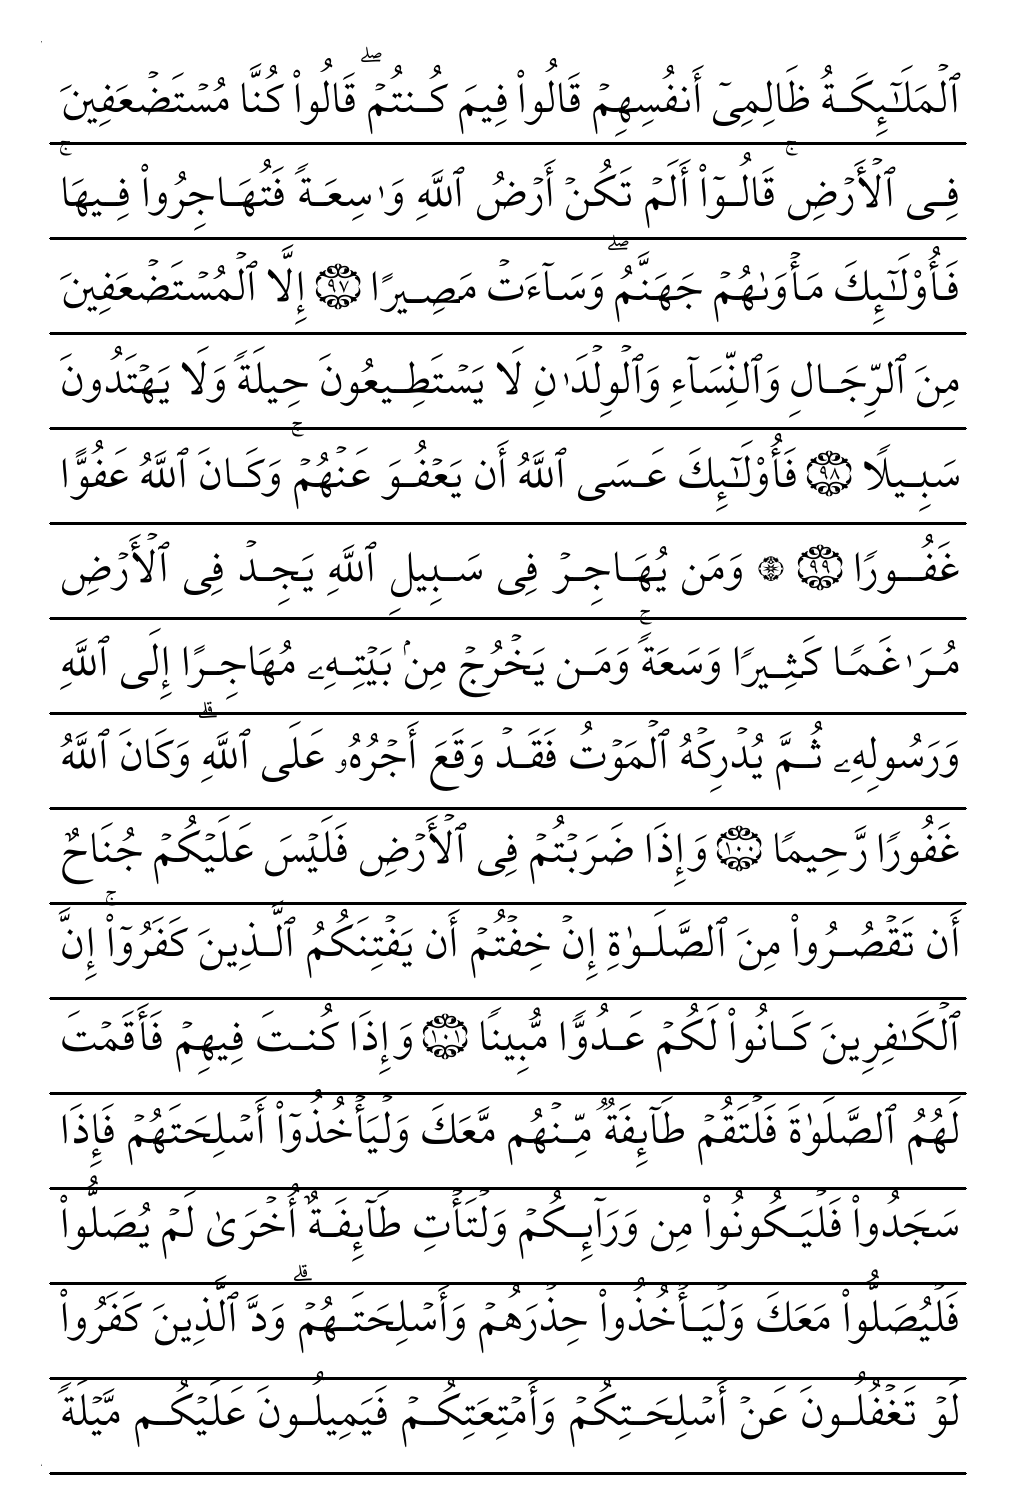 ٱلْمَلَـٰٓئِكَةُ ظَالِمِىٓ أَنفُسِهِمْ قَالُوا۟ فِيمَ كُنتُمْ ۖ قَالُوا۟ كُنَّا مُسْتَضْعَفِينَ
فِى ٱلْأَرْضِ ۚ قَالُوٓا۟ أَلَمْ تَكُنْ أَرْضُ ٱللَّهِ وَٰسِعَةً فَتُهَاجِرُوا۟ فِيهَا ۚ
فَأُو۟لَـٰٓئِكَ مَأْوَىٰهُمْ جَهَنَّمُ ۖ وَسَآءَتْ مَصِيرًا ٩٧ إِلَّا ٱلْمُسْتَضْعَفِينَ
مِنَ ٱلرِّجَالِ وَٱلنِّسَآءِ وَٱلْوِلْدَٰنِ لَا يَسْتَطِيعُونَ حِيلَةً وَلَا يَهْتَدُونَ
سَبِيلًا ٩٨ فَأُو۟لَـٰٓئِكَ عَسَى ٱللَّهُ أَن يَعْفُوَ عَنْهُمْ ۚ وَكَانَ ٱللَّهُ عَفُوًّا
غَفُورًا ٩٩ ۞ وَمَن يُهَاجِرْ فِى سَبِيلِ ٱللَّهِ يَجِدْ فِى ٱلْأَرْضِ
مُرَٰغَمًا كَثِيرًا وَسَعَةً ۚ وَمَن يَخْرُجْ مِنۢ بَيْتِهِۦ مُهَاجِرًا إِلَى ٱللَّهِ
وَرَسُولِهِۦ ثُمَّ يُدْرِكْهُ ٱلْمَوْتُ فَقَدْ وَقَعَ أَجْرُهُۥ عَلَى ٱللَّهِ ۗ وَكَانَ ٱللَّهُ
غَفُورًا رَّحِيمًا ١٠٠ وَإِذَا ضَرَبْتُمْ فِى ٱلْأَرْضِ فَلَيْسَ عَلَيْكُمْ جُنَاحٌ
أَن تَقْصُرُوا۟ مِنَ ٱلصَّلَوٰةِ إِنْ خِفْتُمْ أَن يَفْتِنَكُمُ ٱلَّذِينَ كَفَرُوٓا۟ ۚ إِنَّ
ٱلْكَـٰفِرِينَ كَانُوا۟ لَكُمْ عَدُوًّا مُّبِينًا ١٠١ وَإِذَا كُنتَ فِيهِمْ فَأَقَمْتَ
لَهُمُ ٱلصَّلَوٰةَ فَلْتَقُمْ طَآئِفَةٌ مِّنْهُم مَّعَكَ وَلْيَأْخُذُوٓا۟ أَسْلِحَتَهُمْ فَإِذَا
سَجَدُوا۟ فَلْيَكُونُوا۟ مِن وَرَآئِكُمْ وَلْتَأْتِ طَآئِفَةٌ أُخْرَىٰ لَمْ يُصَلُّوا۟
فَلْيُصَلُّوا۟ مَعَكَ وَلْيَأْخُذُوا۟ حِذْرَهُمْ وَأَسْلِحَتَهُمْ ۗ وَدَّ ٱلَّذِينَ كَفَرُوا۟
لَوْ تَغْفُلُونَ عَنْ أَسْلِحَتِكُمْ وَأَمْتِعَتِكُمْ فَيَمِيلُونَ عَلَيْكُم مَّيْلَةً